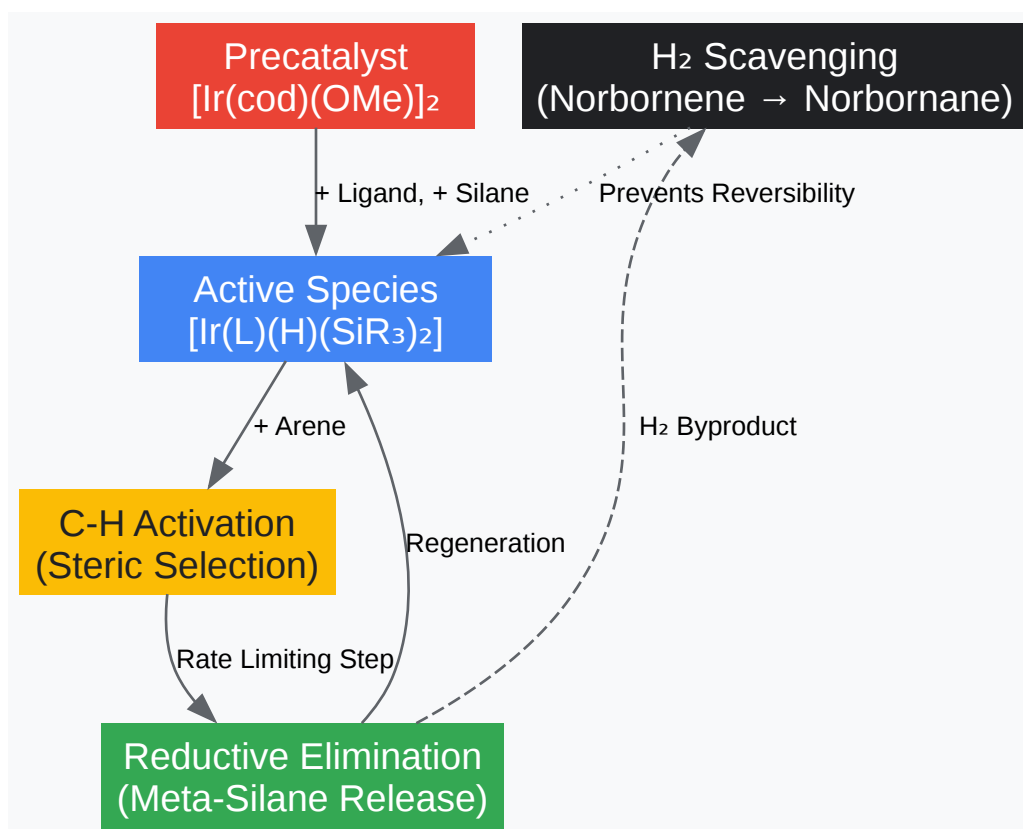 Precatalyst
[Ir(cod)(OMe)]₂
H₂ Scavenging
(Norbornene → Norbornane)
+ Ligand, + Silane
Prevents Reversibility
Active Species
[Ir(L)(H)(SiR₃)₂]
+ Arene
H₂ Byproduct
C-H Activation
(Steric Selection)
Regeneration
Rate Limiting Step
Reductive Elimination
(Meta-Silane Release)